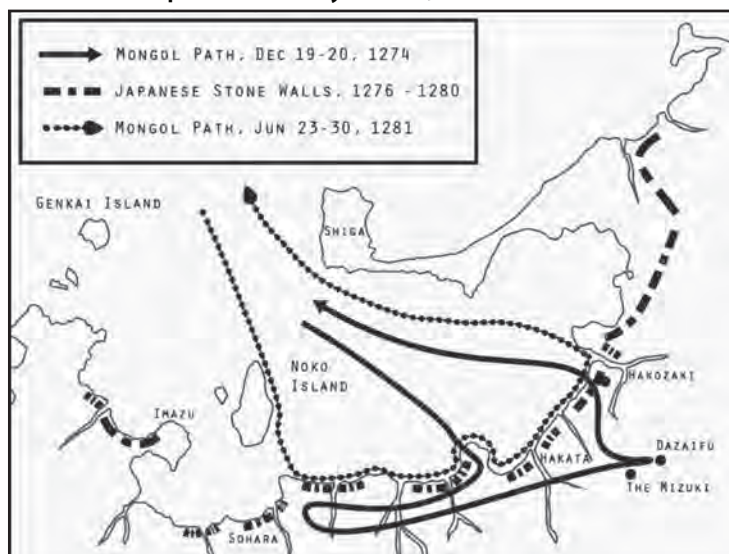 MONGOL PATH, DEC 19-20, 1274
JAPANESE STONE WALLS, 1276 - 1280
MONGOL PATH, JUN 23-30, 1281
GENKAI ISLAND
SHIGA
NOKO
ISLAND
IMAZU
HAKOZAKI
HAKATA
DAZAIFU
THE MIZUKI
SOHARA